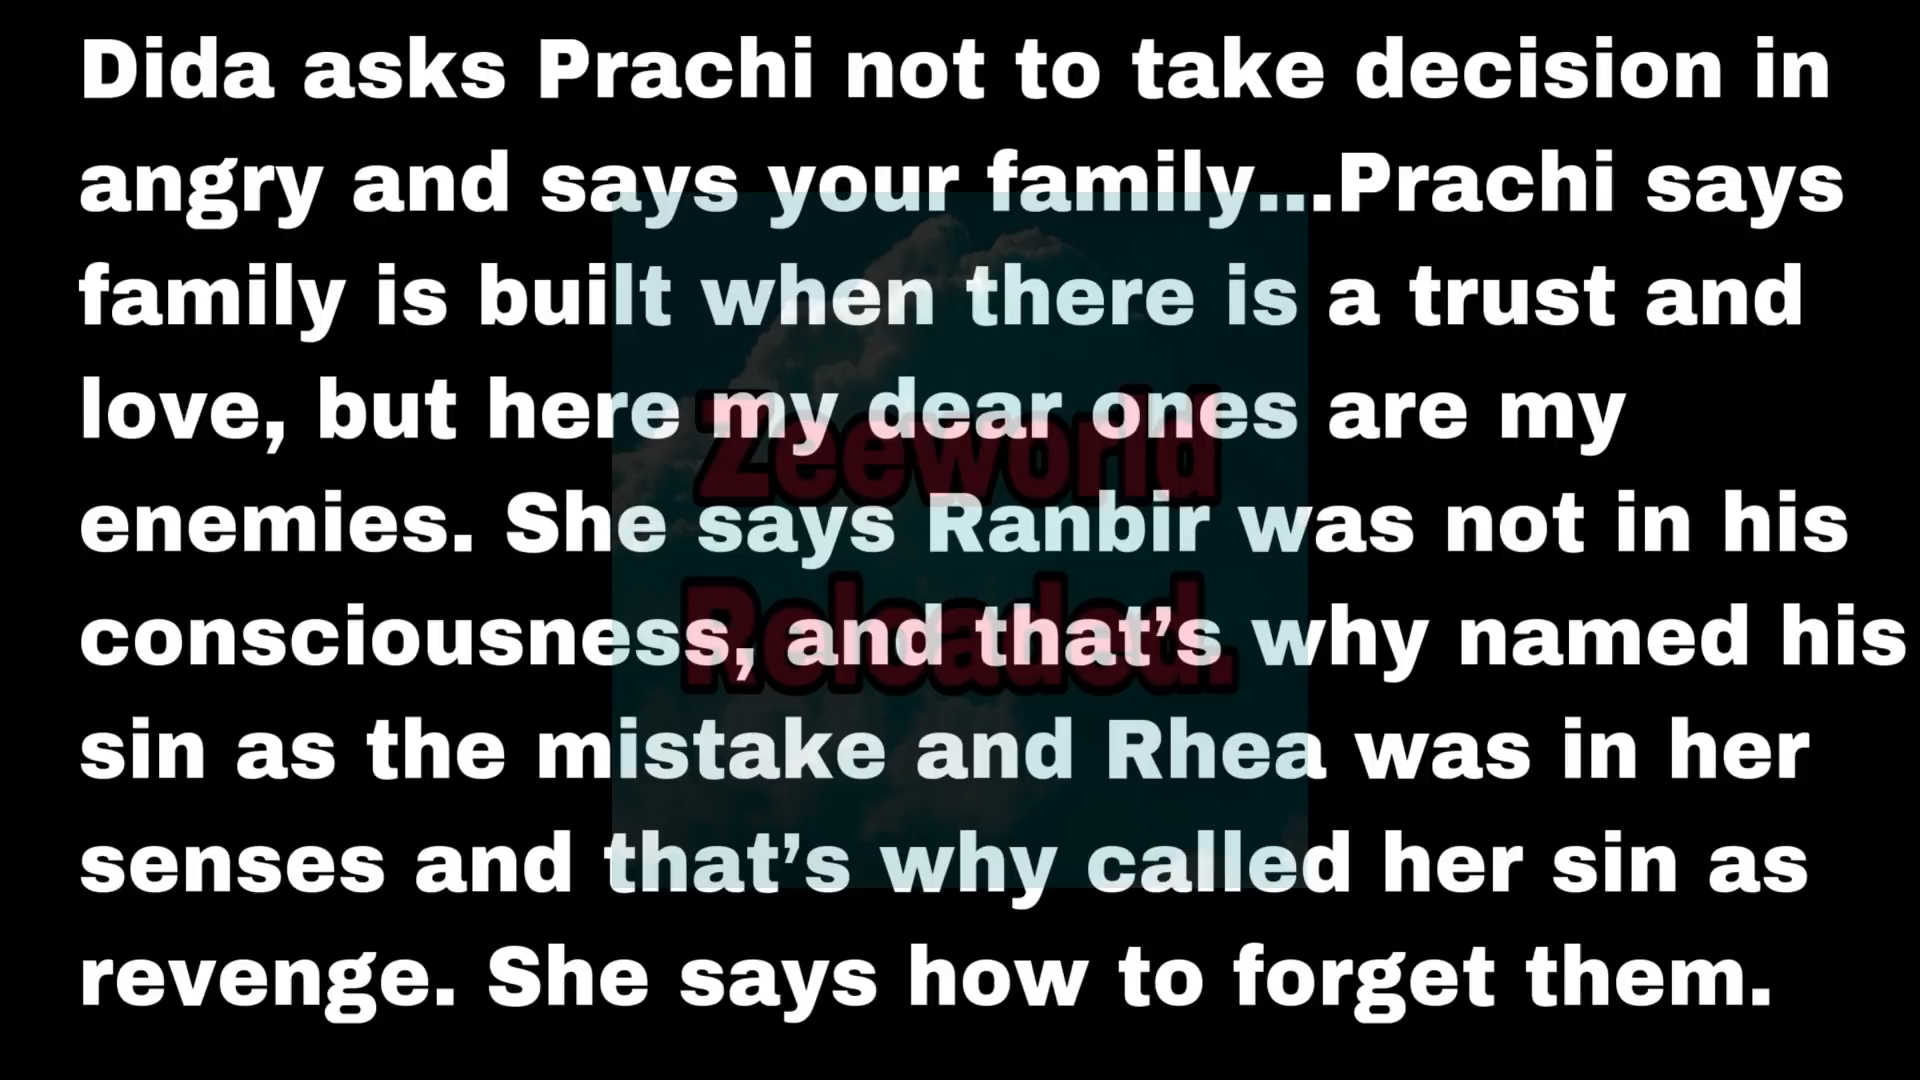 Dida asks Prachi not to take decision in
angry and says your family...Prachi says
family is built when there is a trust and
love, but here my dear ones are my
enemies. She says Ranbir was not in his
consciousness, and that’s why named his
sin as the mistake and Rhea was in her
senses and that’s why called her sin as
revenge. She says how to forget them.
Zeeworld
Reloaded.